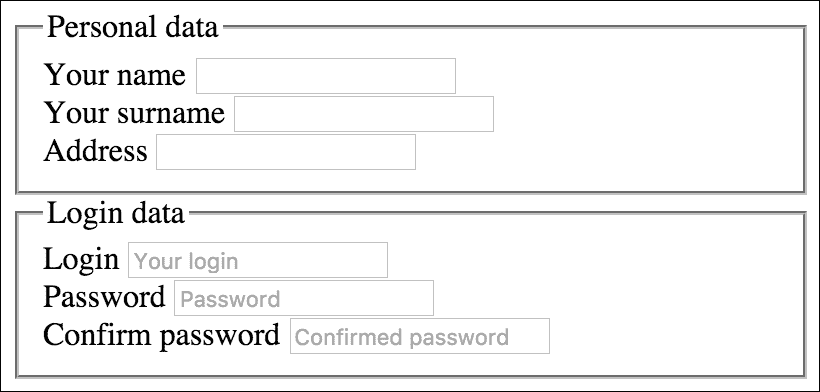 Personal data
Your name
Your surname
Address
Login data
Login Your login
Password Password
Confirm password Confirmed password